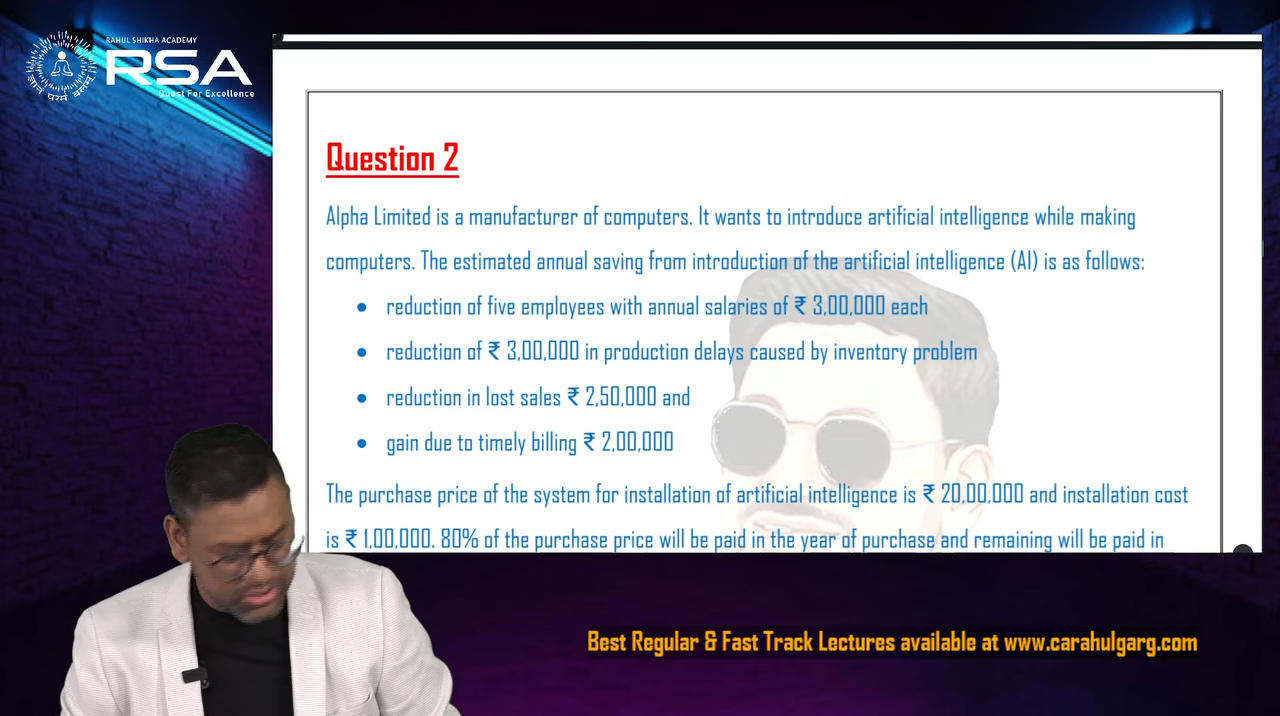 RAHUL SHIKHA ACADEMY
RSA
Quest For Excellence
ज्ञानं परमं बलम्
Question 2
Alpha Limited is a manufacturer of computers. It wants to introduce artificial intelligence while making
computers. The estimated annual saving from introduction of the artificial intelligence (AI) is as follows:
• reduction of five employees with annual salaries of ₹ 3,00,000 each
• reduction of ₹ 3,00,000 in production delays caused by inventory problem
• reduction in lost sales ₹ 2,50,000 and
• gain due to timely billing ₹ 2,00,000
The purchase price of the system for installation of artificial intelligence is ₹ 20,00,000 and installation cost
is ₹ 1,00,000. 80% of the purchase price will be paid in the year of purchase and remaining will be paid in
Best Regular & Fast Track Lectures available at www.carahulgarg.com